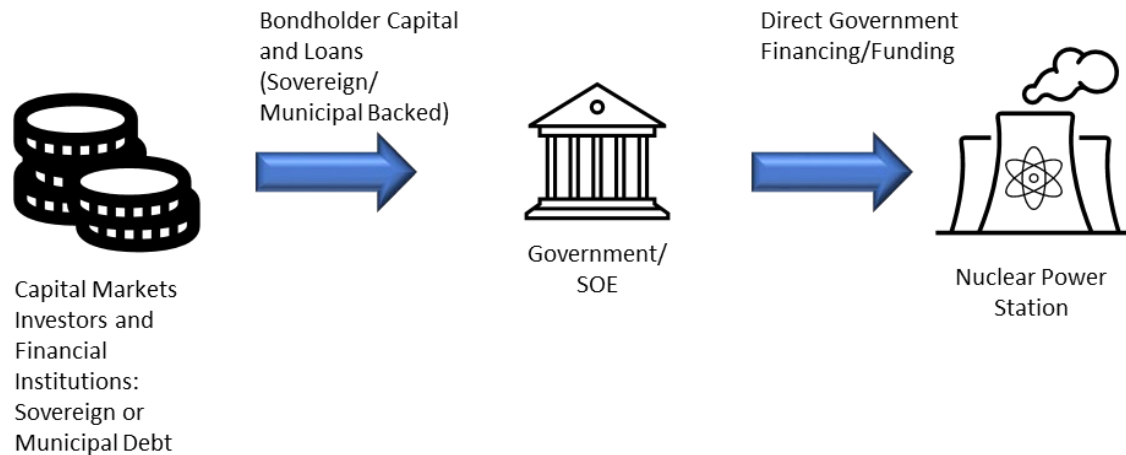 Bondholder Capital
and Loans
(Sovereign/
Municipal Backed)
Direct Government
Financing/Funding
Capital Markets
Investors and
Financial
Institutions:
Sovereign or
Municipal Debt
Government/
SOE
Nuclear Power
Station